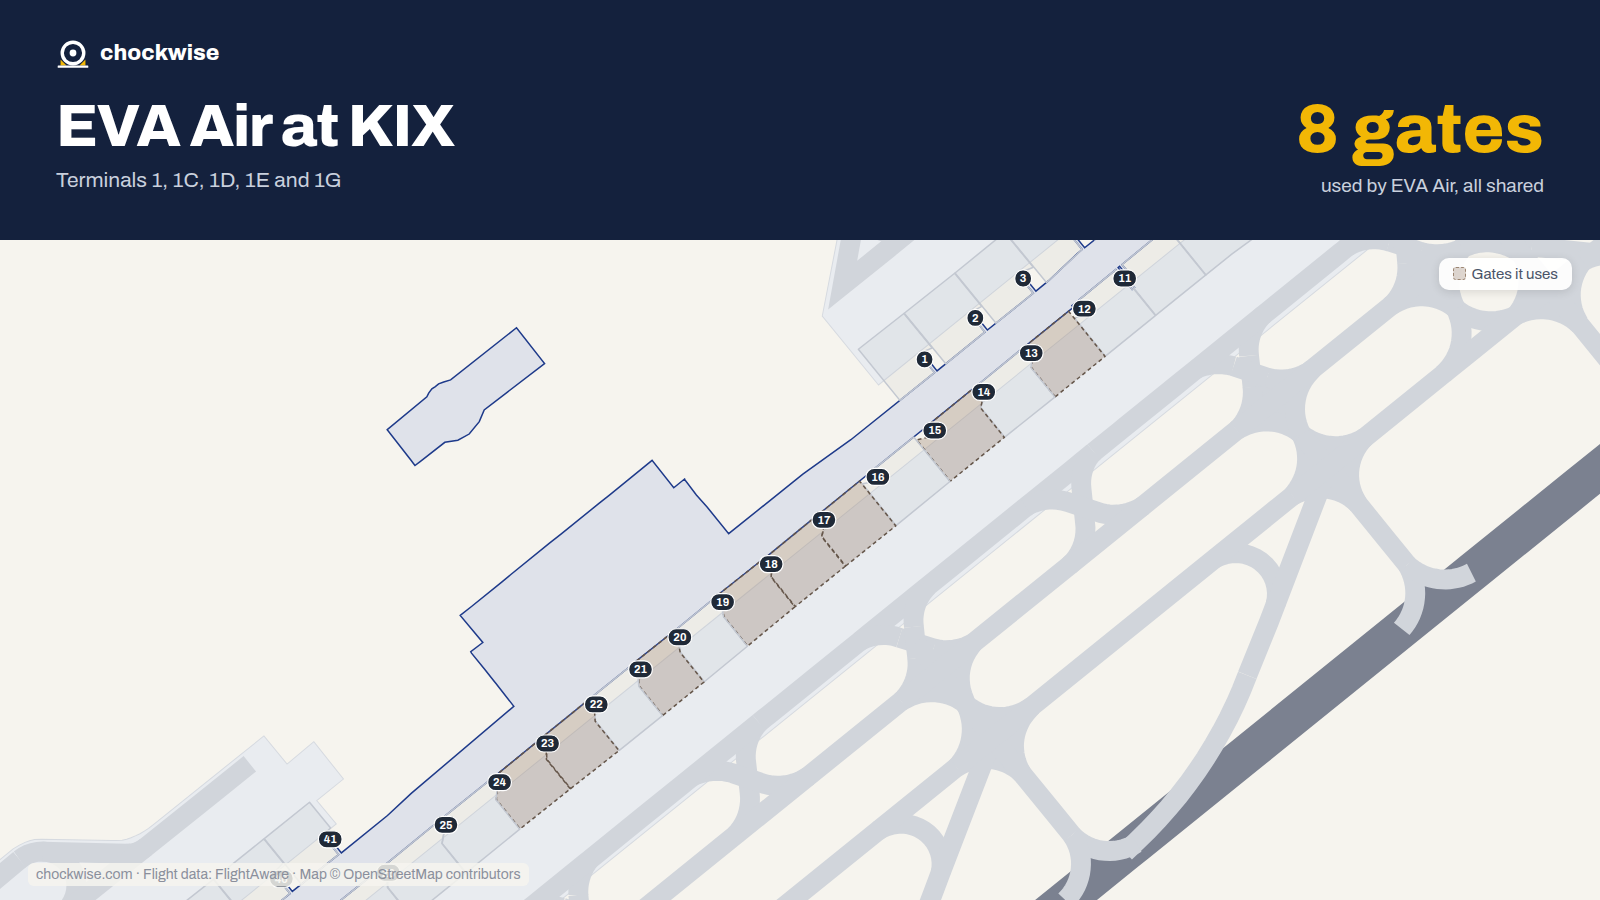 chockwise
EVA Air at KIX
Terminals 1, 1C, 1D, 1E and 1G
8 gates
used by EVA Air, all shared
Gates it uses
3
11
2
12
1
13
14
15
16
17
18
19
20
21
22
23
24
25
41
chockwise.com · Flight data: FlightAware · Map © OpenStreetMap contributors